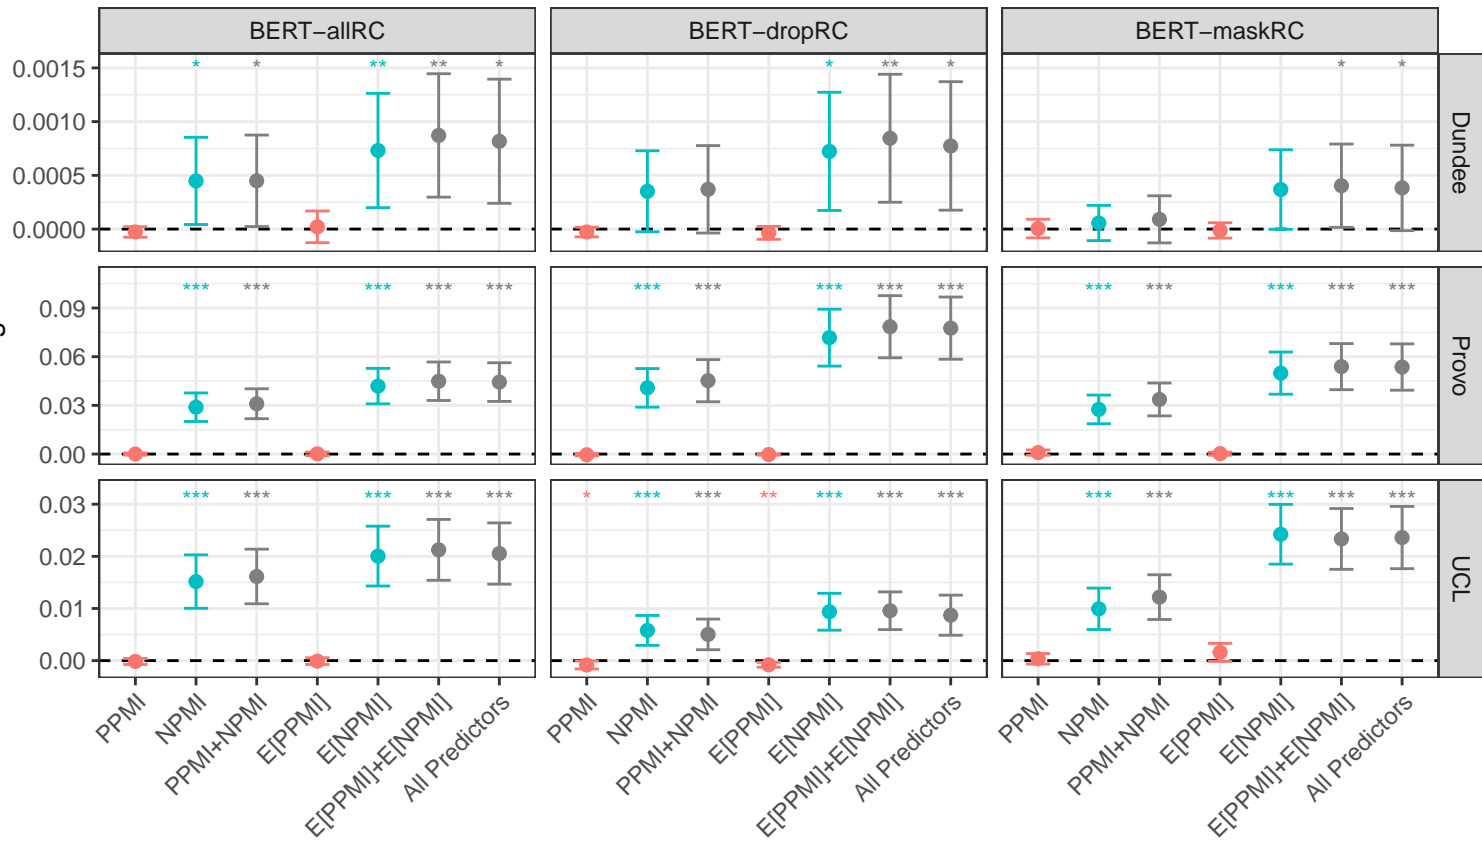 BERT−allRC
BERT−dropRC
BERT−maskRC
0.0015
0.0010
0.0005
0.0000
* * ** ** *
* ** *
* *
Dundee
0.09
0.06
0.03
0.00
*** *** *** *** ***
*** *** *** *** ***
*** *** *** *** ***
Provo
0.03
0.02
0.01
0.00
*** *** *** *** ***
* *** *** ** *** *** ***
*** *** *** *** ***
UCL
PPMI
NPMI
PPMI+NPMI
E[PPMI]
E[NPMI]
E[PPMI]+E[NPMI]
All Predictors
PPMI
NPMI
PPMI+NPMI
E[PPMI]
E[NPMI]
E[PPMI]+E[NPMI]
All Predictors
PPMI
NPMI
PPMI+NPMI
E[PPMI]
E[NPMI]
E[PPMI]+E[NPMI]
All Predictors